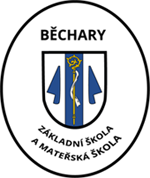 BĚCHARY
ZÁKLADNÍ ŠKOLA
A MATEŘSKÁ ŠKOLA